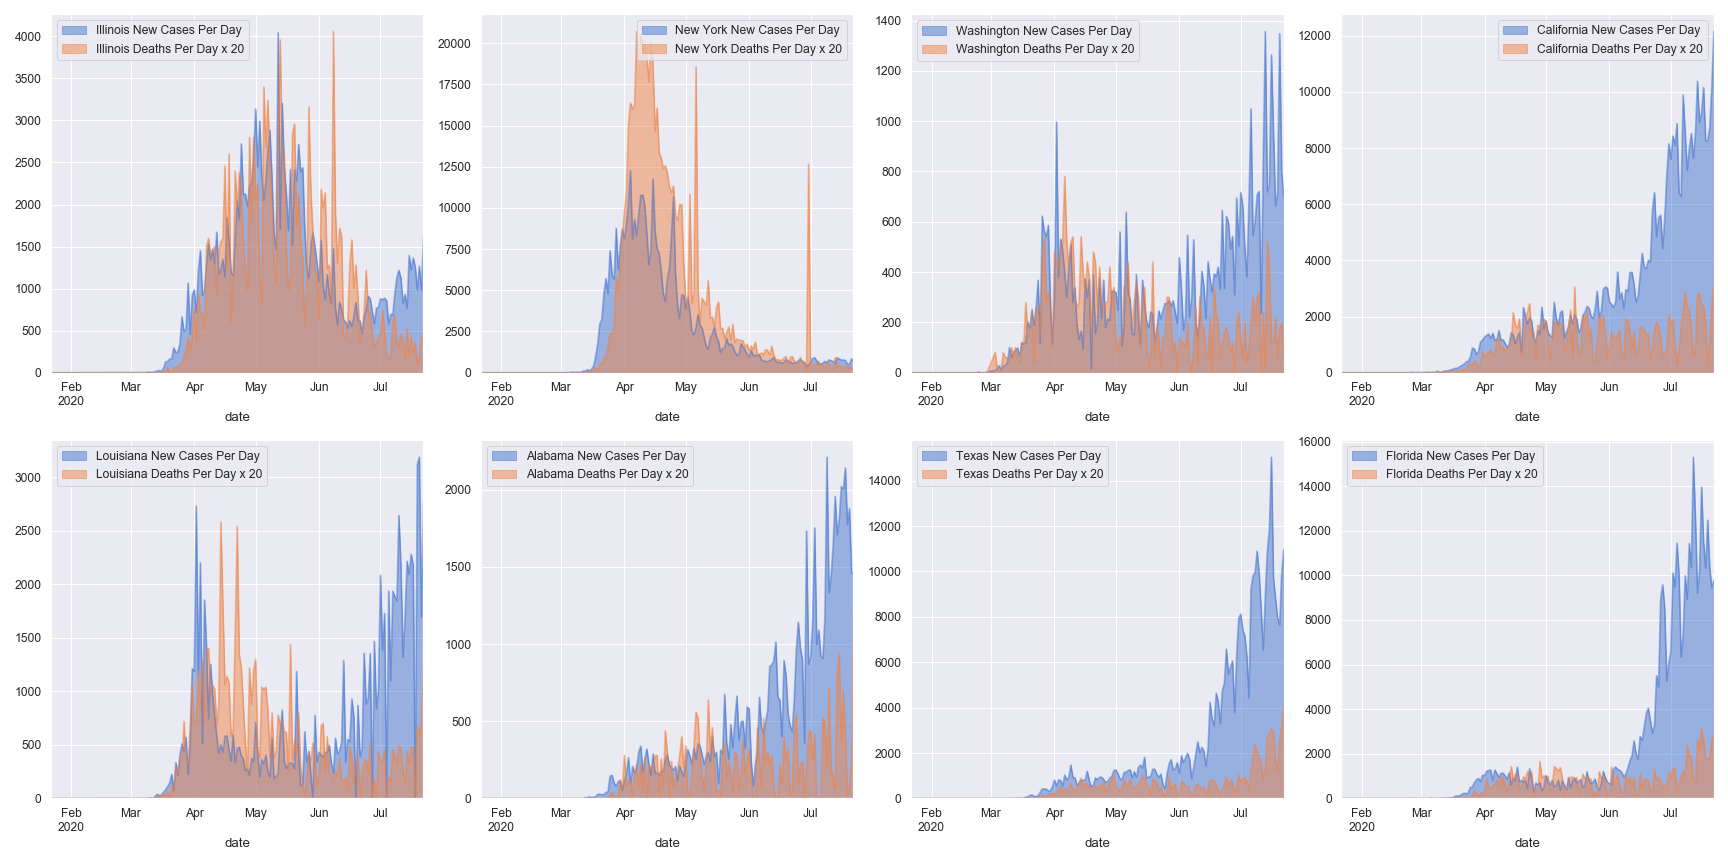 Illinois New Cases Per Day
Illinois Deaths Per Day x 20
4000
3500
3000
2500
2000
1500
1000
500
0
Feb
2020
Mar
Apr
May
Jun
Jul
date
New York New Cases Per Day
New York Deaths Per Day x 20
20000
17500
15000
12500
10000
7500
5000
2500
0
Feb
2020
Mar
Apr
May
Jun
Jul
date
Washington New Cases Per Day
Washington Deaths Per Day x 20
1400
1200
1000
800
600
400
200
0
Feb
2020
Mar
Apr
May
Jun
Jul
date
California New Cases Per Day
California Deaths Per Day x 20
12000
10000
8000
6000
4000
2000
0
Feb
2020
Mar
Apr
May
Jun
Jul
date
Louisiana New Cases Per Day
Louisiana Deaths Per Day x 20
3000
2500
2000
1500
1000
500
0
Feb
2020
Mar
Apr
May
Jun
Jul
date
Alabama New Cases Per Day
Alabama Deaths Per Day x 20
2000
1500
1000
500
0
Feb
2020
Mar
Apr
May
Jun
Jul
date
Texas New Cases Per Day
Texas Deaths Per Day x 20
14000
12000
10000
8000
6000
4000
2000
0
Feb
2020
Mar
Apr
May
Jun
Jul
date
Florida New Cases Per Day
Florida Deaths Per Day x 20
16000
14000
12000
10000
8000
6000
4000
2000
0
Feb
2020
Mar
Apr
May
Jun
Jul
date